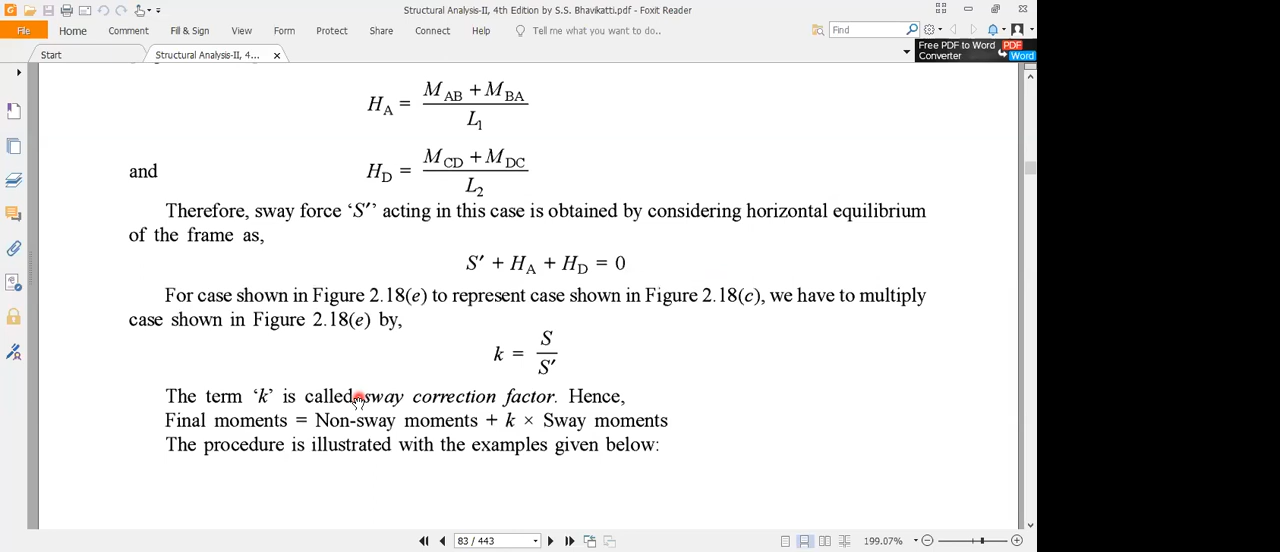 Structural Analysis-II, 4th Edition by S.S. Bhavikatti.pdf - Foxit Reader
File Home Comment Fill & Sign View Form Protect Share Connect Help Tell me what you want to do.. Find
Start Structural Analysis-II, 4... × Free PDF to Word Converter PDF Word
H_A = (M_AB + M_BA) / L_1
and H_D = (M_CD + M_DC) / L_2
Therefore, sway force ‘S′’ acting in this case is obtained by considering horizontal equilibrium
of the frame as,
S′ + H_A + H_D = 0
For case shown in Figure 2.18(e) to represent case shown in Figure 2.18(c), we have to multiply
case shown in Figure 2.18(e) by,
k = S / S′
The term ‘k’ is called sway correction factor. Hence,
Final moments = Non-sway moments + k × Sway moments
The procedure is illustrated with the examples given below:
83 / 443 199.07%